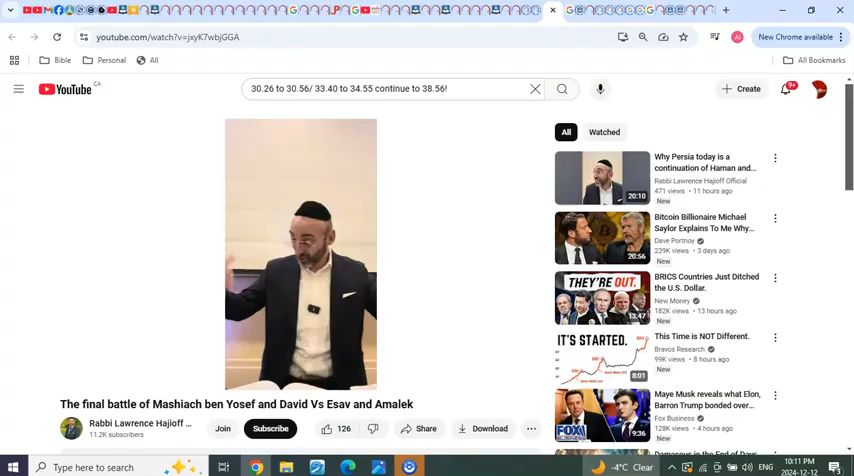 youtube.com/watch?v=jxyK7wbjGGA
New Chrome available
Bible
Personal
All
All Bookmarks
YouTube CA
30.26 to 30.56/ 33.40 to 34.55 continue to 38.56!
Create
9+
All
Watched
Why Persia today is a
continuation of Haman and...
Rabbi Lawrence Hajioff Official
471 views • 11 hours ago
New
20:10
Bitcoin Billionaire Michael
Saylor Explains To Me Why...
Dave Portnoy
239K views • 3 days ago
New
20:56
THEY'RE OUT.
BRICS Countries Just Ditched
the U.S. Dollar.
New Money
182K views • 13 hours ago
New
13:47
IT'S STARTED.
This Time is NOT Different.
Bravos Research
99K views • 8 hours ago
New
8:01
Maye Musk reveals what Elon,
Barron Trump bonded over...
Fox Business
128K views • 4 hours ago
New
FOX
BUSINESS
9:36
Damascus in the End of Days
The final battle of Mashiach ben Yosef and David Vs Esav and Amalek
Rabbi Lawrence Hajioff ...
11.2K subscribers
Join
Subscribe
126
Share
Download
Type here to search
-4°C Clear
ENG
10:11 PM
2024-12-12